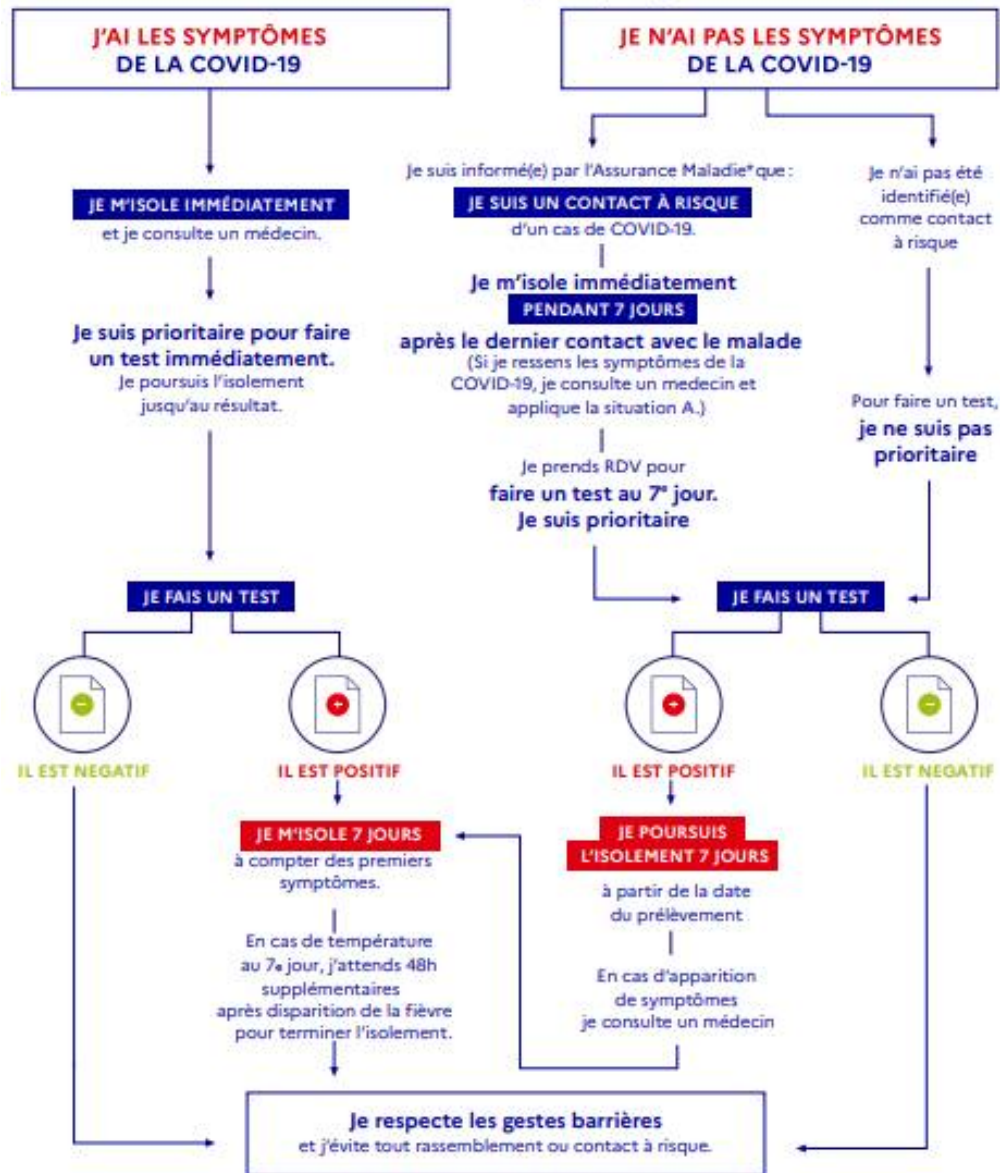 J'AI LES SYMPTÔMES
DE LA COVID-19
JE M'ISOLE IMMÉDIATEMENT
et je consulte un médecin.
Je suis prioritaire pour faire
un test immédiatement.
Je poursuis l'isolement
jusqu'au résultat.
JE FAIS UN TEST
IL EST NEGATIF
IL EST POSITIF
JE M'ISOLE 7 JOURS
à compter des premiers
symptômes.
En cas de température
au 7e jour, j'attends 48h
supplémentaires
après disparition de la fièvre
pour terminer l'isolement.
JE N'AI PAS LES SYMPTÔMES
DE LA COVID-19
Je suis informé(e) par l'Assurance Maladie* que :
JE SUIS UN CONTACT À RISQUE
d'un cas de COVID-19.
Je m'isole immédiatement
PENDANT 7 JOURS
après le dernier contact avec le malade
(Si je ressens les symptômes de la
COVID-19, je consulte un medecin et
applique la situation A.)
Je prends RDV pour
faire un test au 7e jour.
Je suis prioritaire
Je n'ai pas été
identifié(e)
comme contact
à risque
Pour faire un test,
je ne suis pas
prioritaire
JE FAIS UN TEST
IL EST POSITIF
IL EST NEGATIF
JE POURSUIS
L'ISOLEMENT 7 JOURS
à partir de la date
du prélèvement
En cas d'apparition
de symptômes
je consulte un médecin
Je respecte les gestes barrières
et j'évite tout rassemblement ou contact à risque.